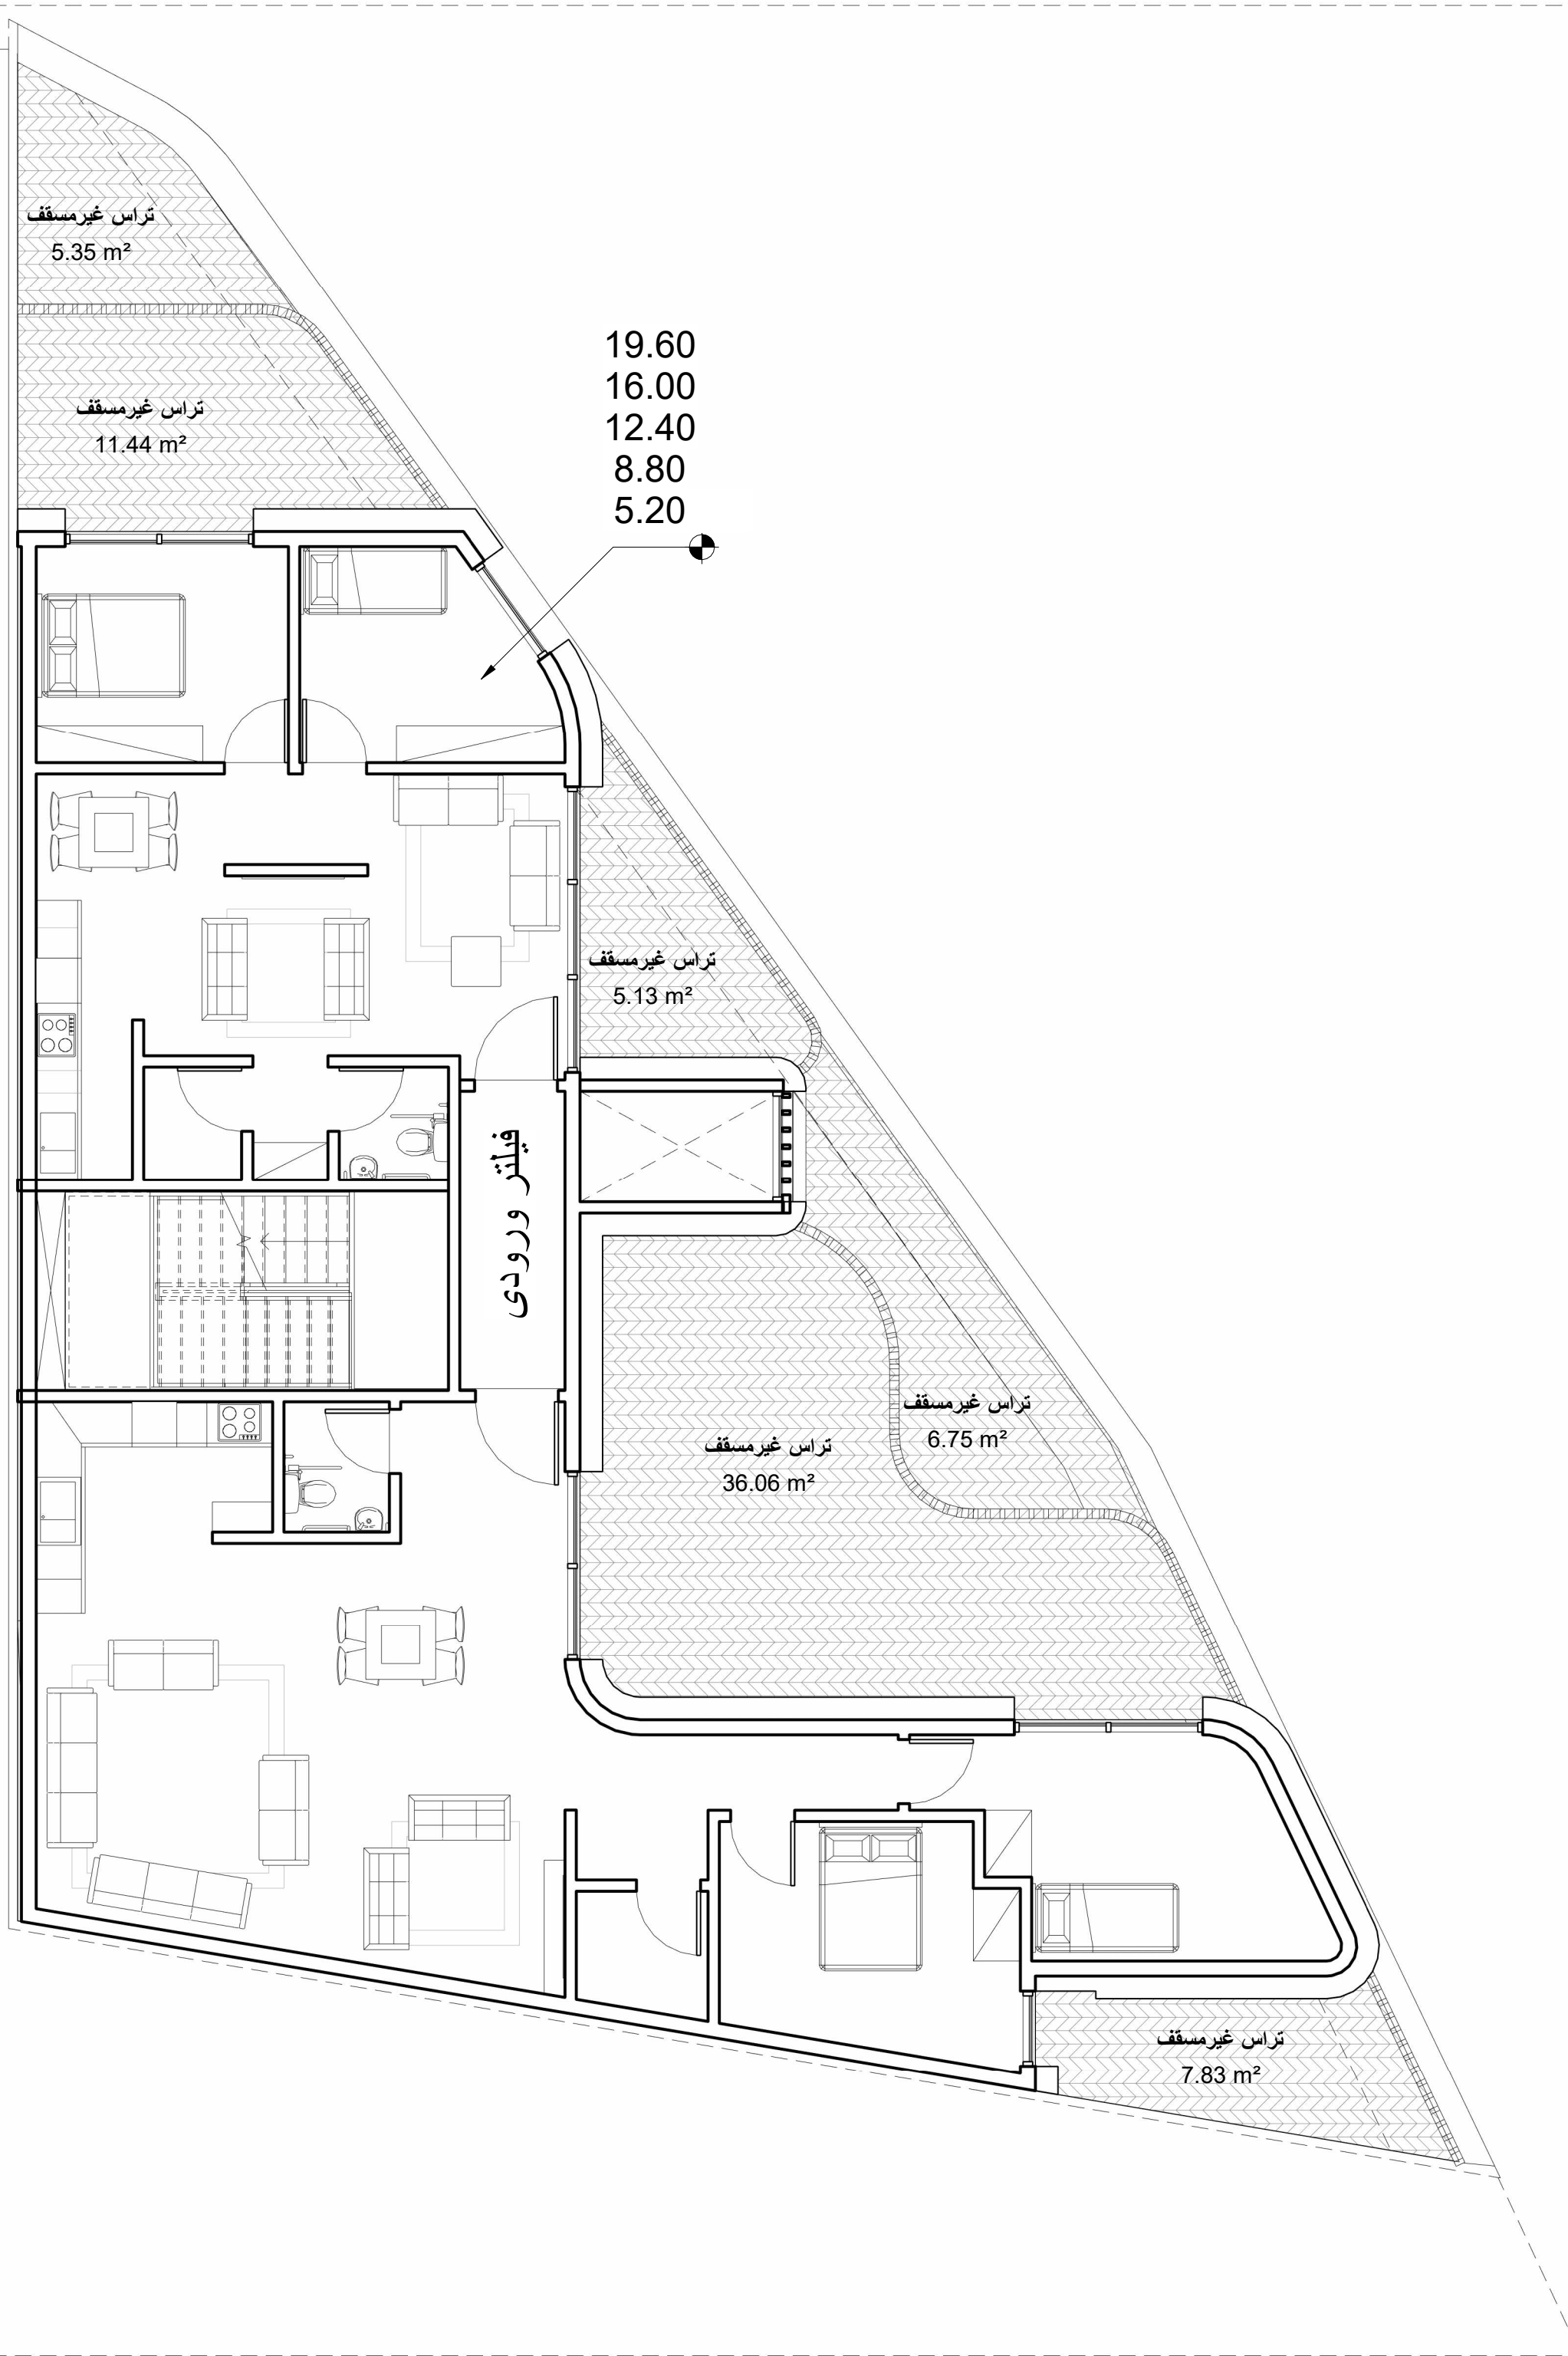 تراس غیرمسقف
5.35 m²
تراس غیرمسقف
11.44 m²
19.60
16.00
12.40
8.80
5.20
تراس غیرمسقف
5.13 m²
فیلتر ورودی
تراس غیرمسقف
6.75 m²
تراس غیرمسقف
36.06 m²
تراس غیرمسقف
7.83 m²